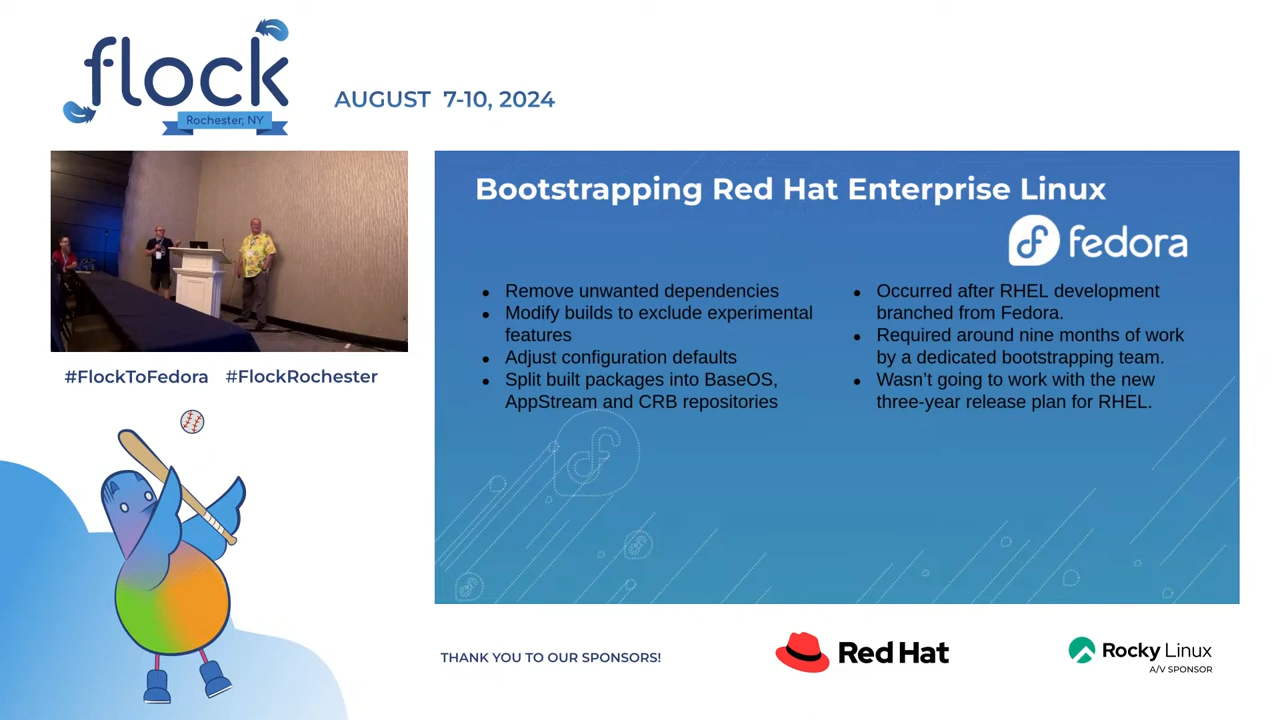 flock
Rochester, NY
AUGUST 7-10, 2024
#FlockToFedora #FlockRochester
Bootstrapping Red Hat Enterprise Linux
fedora
● Remove unwanted dependencies
● Modify builds to exclude experimental
features
● Adjust configuration defaults
● Split built packages into BaseOS,
AppStream and CRB repositories
● Occurred after RHEL development
branched from Fedora.
● Required around nine months of work
by a dedicated bootstrapping team.
● Wasn't going to work with the new
three-year release plan for RHEL.
THANK YOU TO OUR SPONSORS!
Red Hat
Rocky Linux
A/V SPONSOR